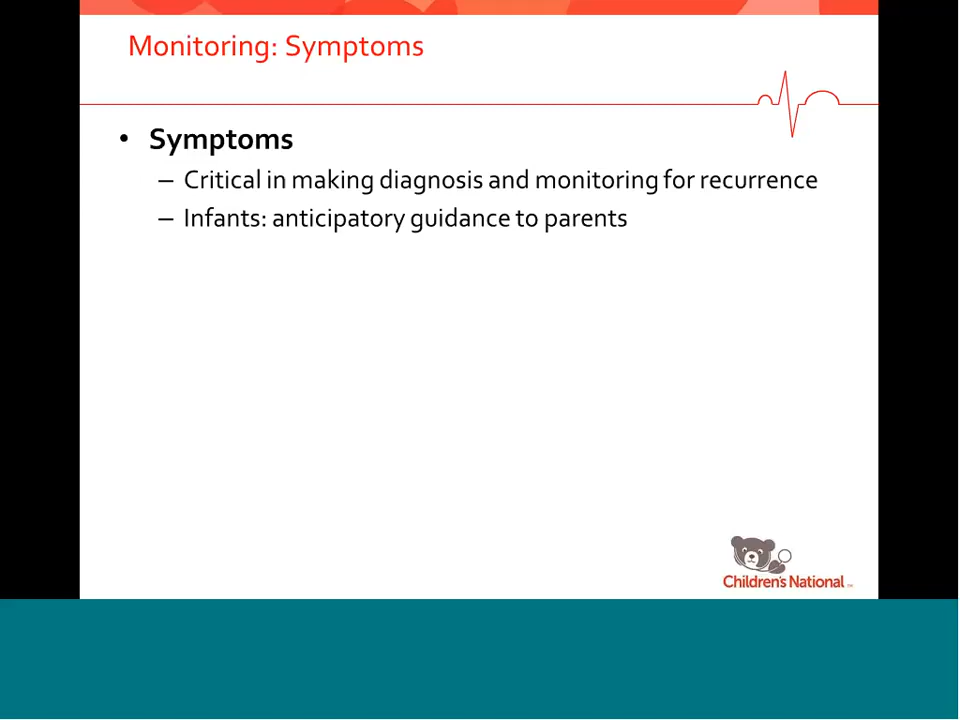 Monitoring: Symptoms
• Symptoms
– Critical in making diagnosis and monitoring for recurrence
– Infants: anticipatory guidance to parents
Children's National